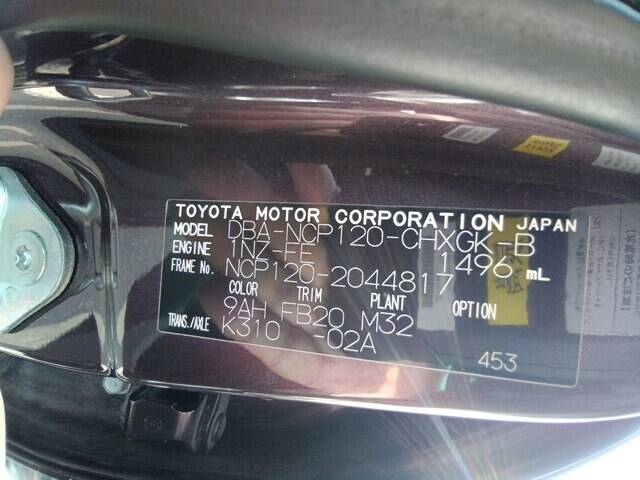 TOYOTA MOTOR CORPORATION JAPAN
MODEL DBA-NCP120-CHXGK-B
ENGINE 1NZ-FE 1496 mL
FRAME No. NCP120-2044817
COLOR TRIM PLANT OPTION
9AH FB20 M32
TRANS./AXLE K310 -02A
453